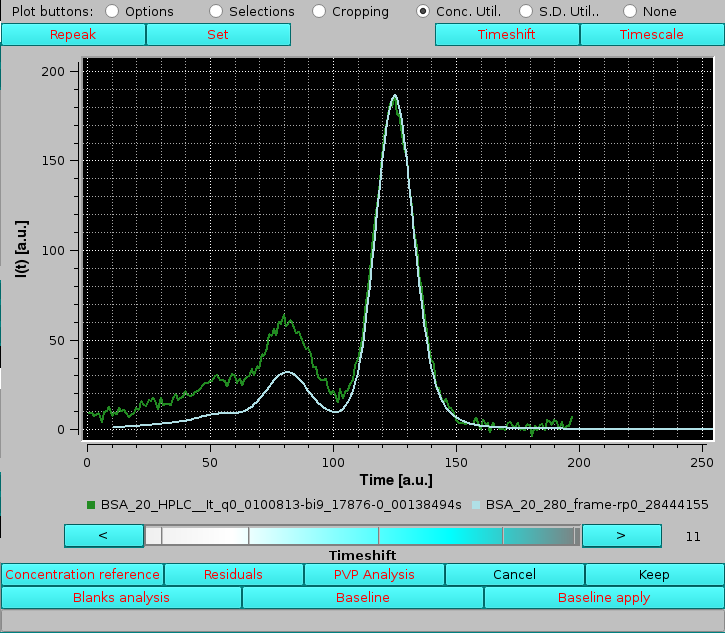 Plot buttons: Options Selections Cropping Conc. Util. S.D. Util.. None
Repeak Set Timeshift Timescale
200
150
100
50
0
I(t) [a.u.]
0 50 100 150 200 250
Time [a.u.]
BSA_20_HPLC__It_q0_0100813-bi9_17876-0_00138494s BSA_20_280_frame-rp0_28444155
< > 11
Timeshift
Concentration reference Residuals PVP Analysis Cancel Keep
Blanks analysis Baseline Baseline apply